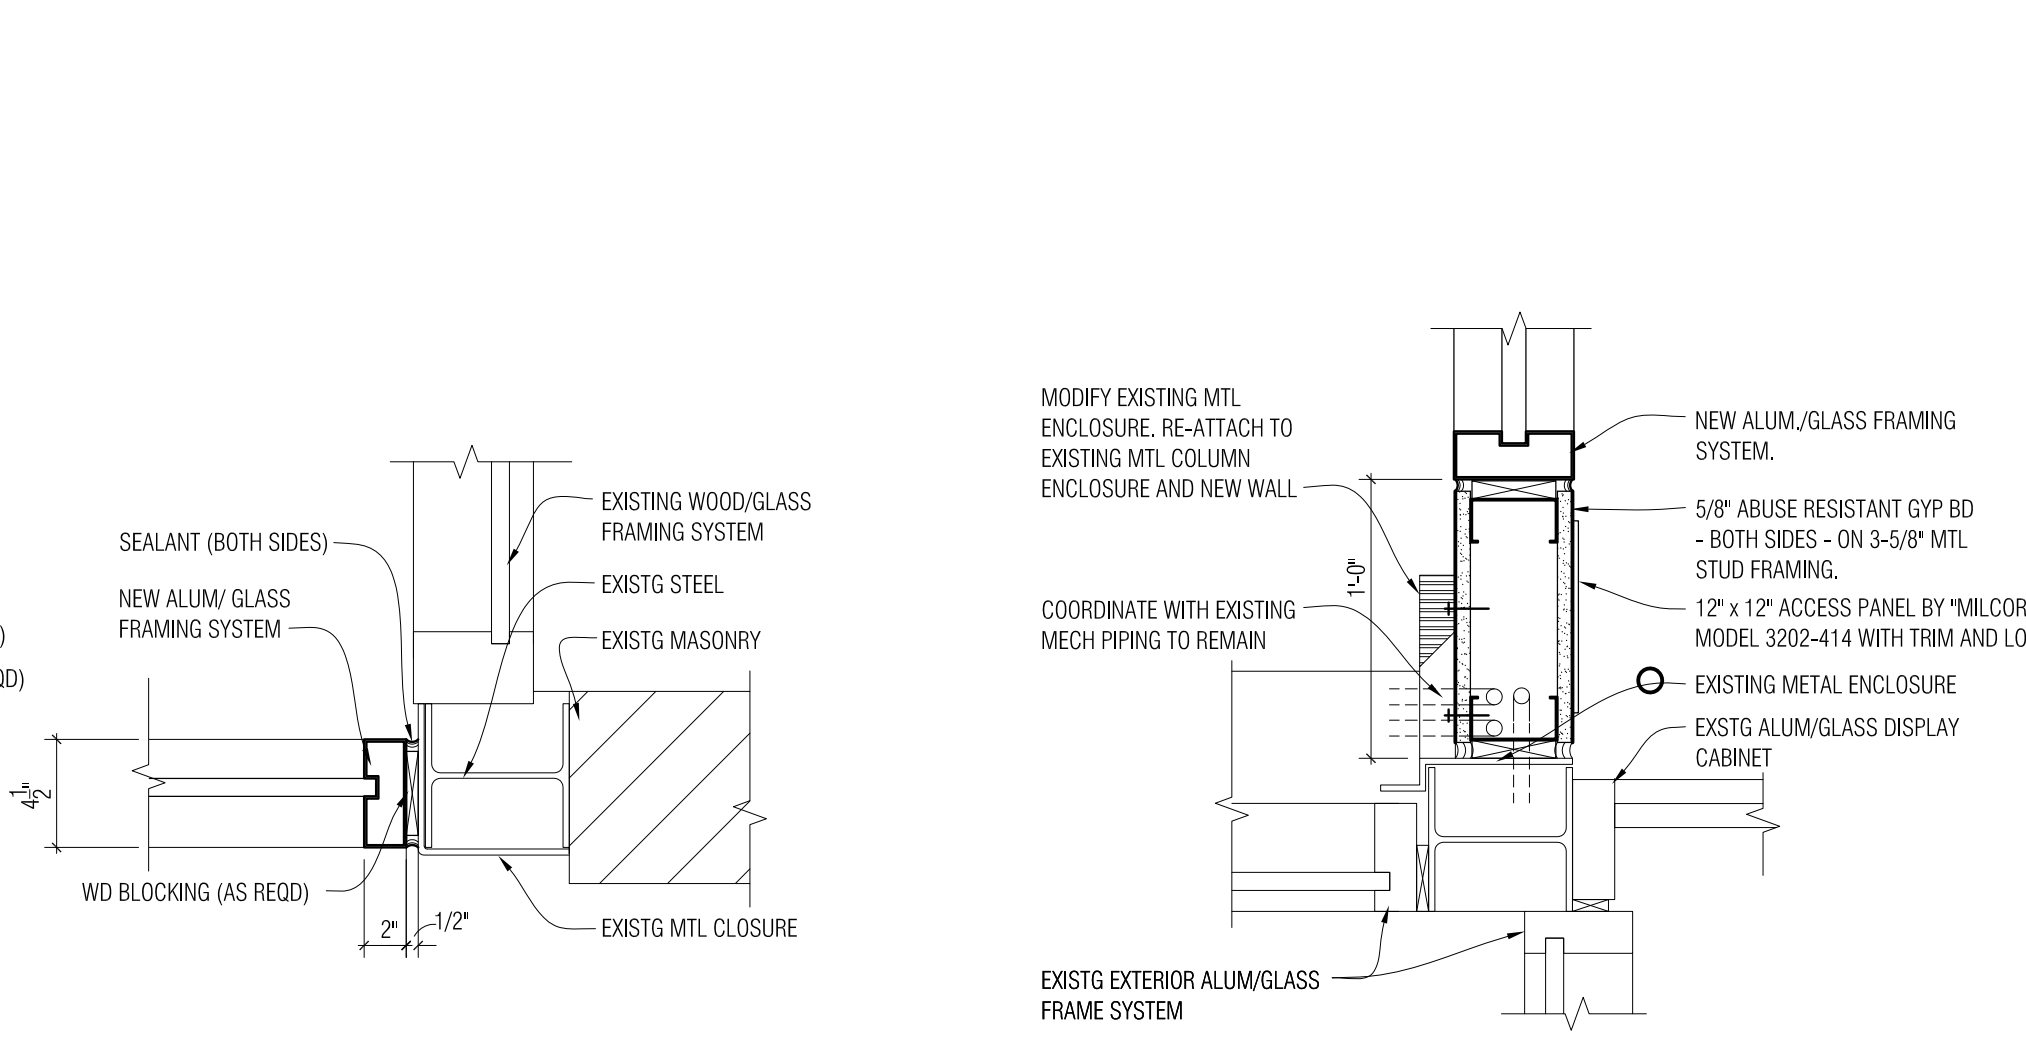 SEALANT (BOTH SIDES)
NEW ALUM/ GLASS
FRAMING SYSTEM
)
QD)
4 1/2"
WD BLOCKING (AS REQD)
2"
1/2"
EXISTING WOOD/GLASS
FRAMING SYSTEM
EXISTG STEEL
EXISTG MASONRY
EXISTG MTL CLOSURE
MODIFY EXISTING MTL
ENCLOSURE. RE-ATTACH TO
EXISTING MTL COLUMN
ENCLOSURE AND NEW WALL
1'-0"
COORDINATE WITH EXISTING
MECH PIPING TO REMAIN
EXISTG EXTERIOR ALUM/GLASS
FRAME SYSTEM
NEW ALUM./GLASS FRAMING
SYSTEM.
5/8" ABUSE RESISTANT GYP BD
- BOTH SIDES - ON 3-5/8" MTL
STUD FRAMING.
12" x 12" ACCESS PANEL BY "MILCOR
MODEL 3202-414 WITH TRIM AND LO
EXISTING METAL ENCLOSURE
EXSTG ALUM/GLASS DISPLAY
CABINET